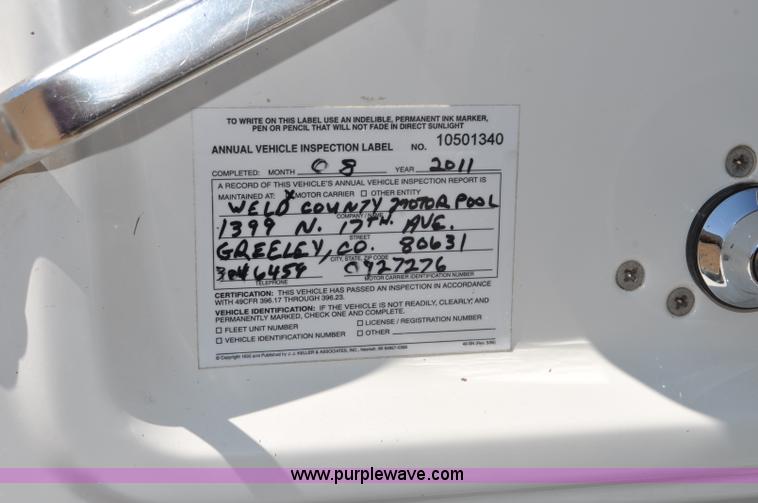 TO WRITE ON THIS LABEL USE AN INDELIBLE, PERMANENT INK MARKER,
PEN OR PENCIL THAT WILL NOT FADE IN DIRECT SUNLIGHT
ANNUAL VEHICLE INSPECTION LABEL NO. 10501340
COMPLETED: MONTH 08 YEAR 2011
A RECORD OF THIS VEHICLE'S ANNUAL VEHICLE INSPECTION REPORT IS
MAINTAINED AT: X MOTOR CARRIER ☐ OTHER ENTITY
WELD COUNTY MOTOR POOL
COMPANY NAME
1399 N. 17TH. AVE.
STREET
GREELEY, CO. 80631
CITY, STATE, ZIP CODE
3046459 0927276
TELEPHONE MOTOR CARRIER IDENTIFICATION NUMBER
CERTIFICATION: THIS VEHICLE HAS PASSED AN INSPECTION IN ACCORDANCE
WITH 49CFR 396.17 THROUGH 396.23.
VEHICLE IDENTIFICATION: IF THE VEHICLE IS NOT READILY, CLEARLY, AND
PERMANENTLY MARKED, CHECK ONE AND COMPLETE.
☐ FLEET UNIT NUMBER ☐ LICENSE / REGISTRATION NUMBER
☐ VEHICLE IDENTIFICATION NUMBER ☐ OTHER
J. J. KELLER & ASSOCIATES, INC.
www.purplewave.com